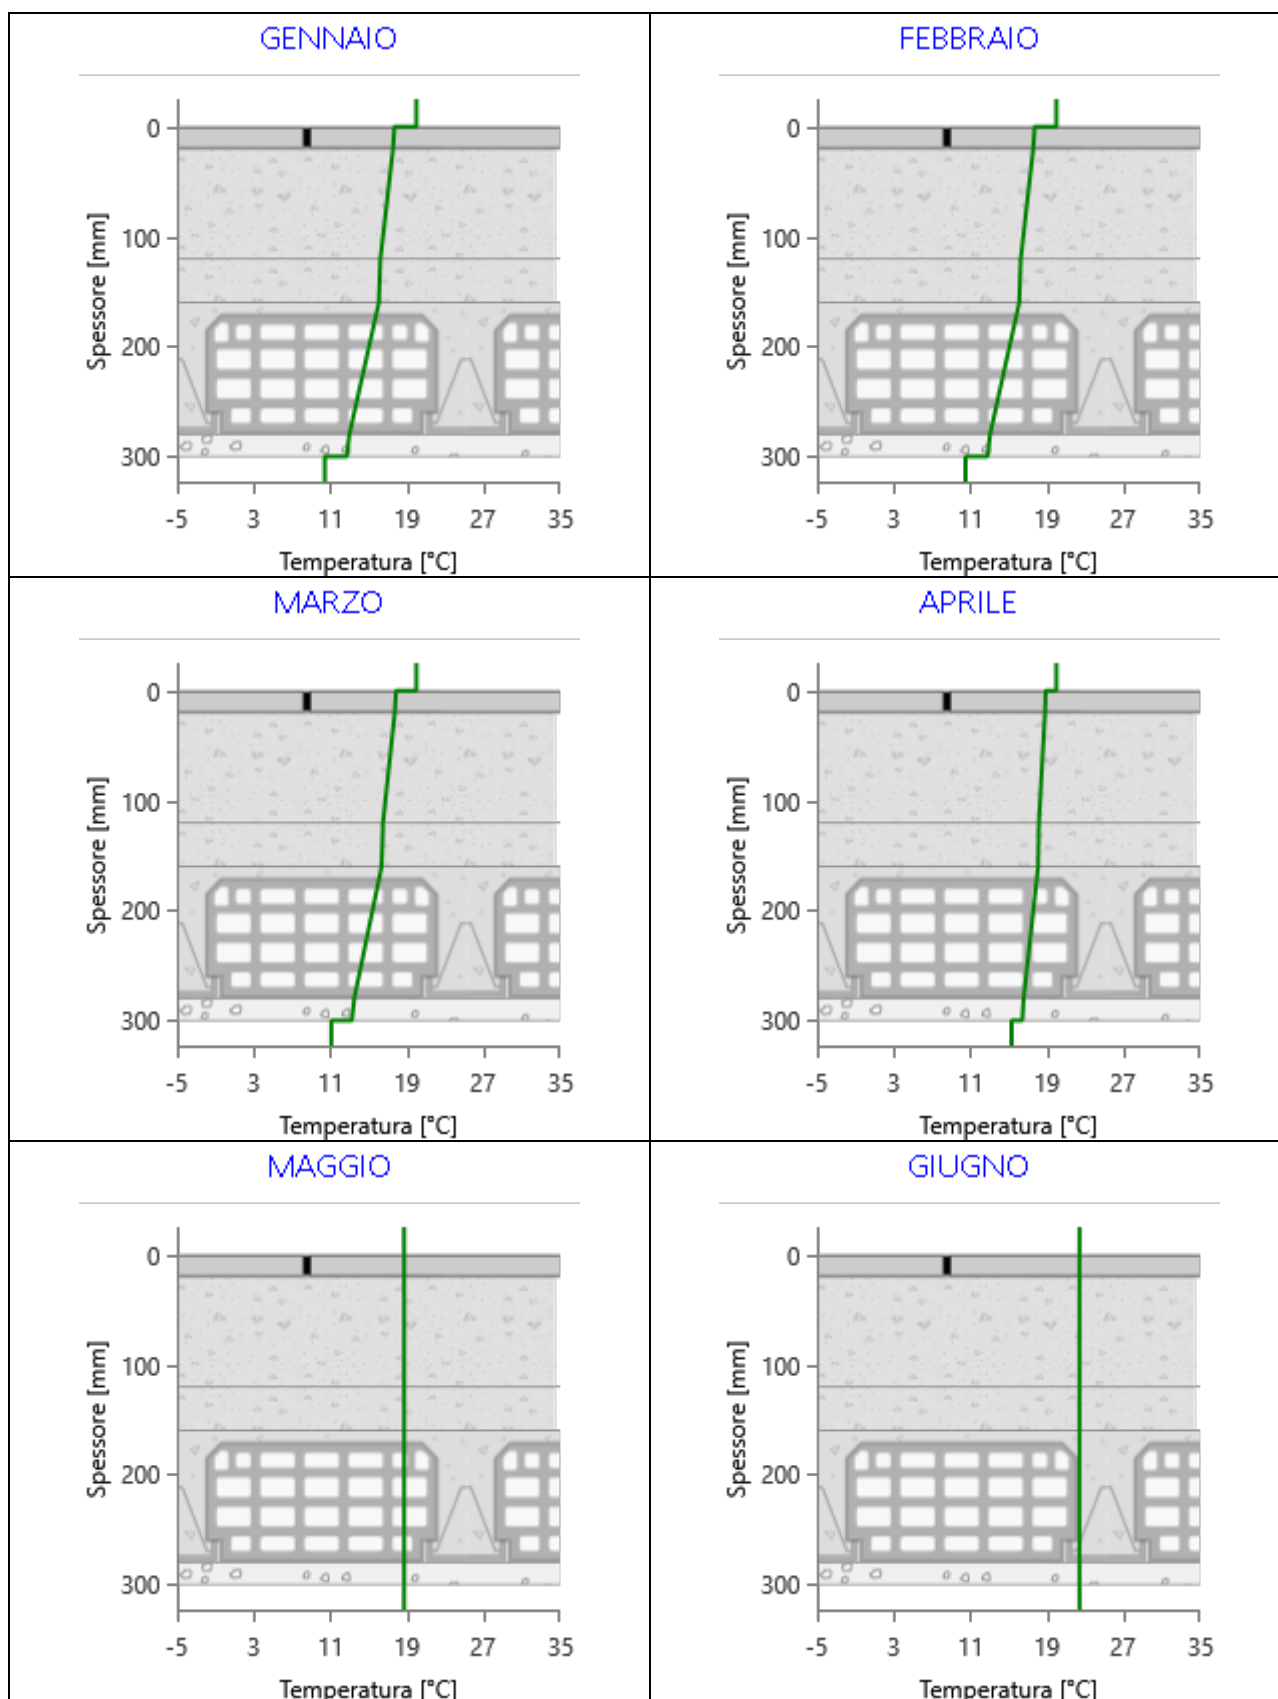 GENNAIO
FEBBRAIO
0
100
200
300
Spessore [mm]
-5 3 11 19 27 35
Temperatura [°C]
0
100
200
300
Spessore [mm]
-5 3 11 19 27 35
Temperatura [°C]
MARZO
APRILE
0
100
200
300
Spessore [mm]
-5 3 11 19 27 35
Temperatura [°C]
0
100
200
300
Spessore [mm]
-5 3 11 19 27 35
Temperatura [°C]
MAGGIO
GIUGNO
0
100
200
300
Spessore [mm]
-5 3 11 19 27 35
Temperatura [°C]
0
100
200
300
Spessore [mm]
-5 3 11 19 27 35
Temperatura [°C]